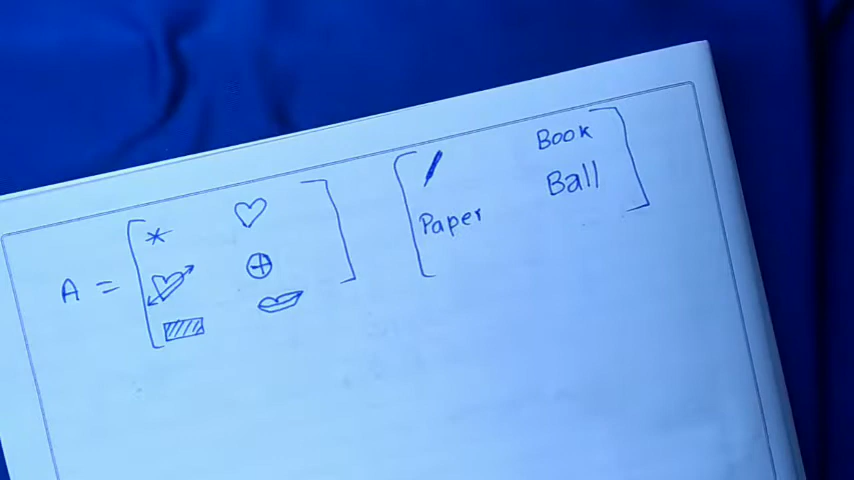 A = [ * ♡
⊕ ]
[ Book
Paper Ball ]